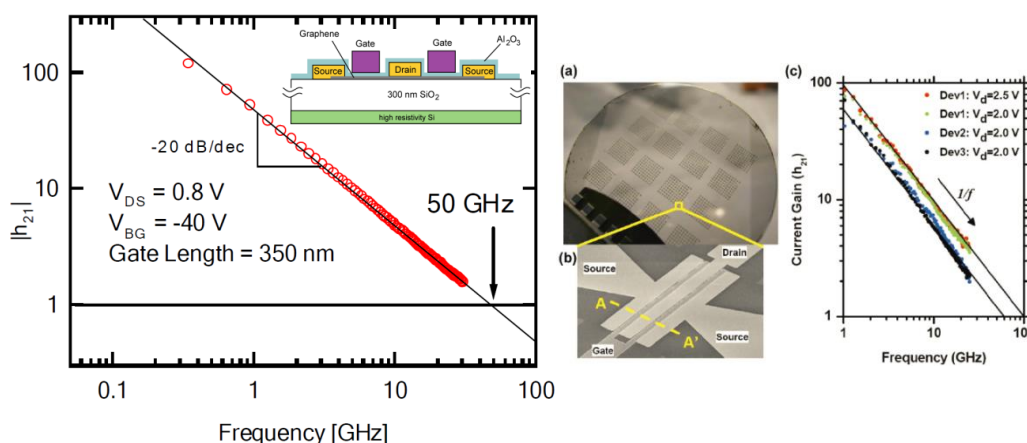 |h21|
100
10
1
0.1
1
10
100
Frequency [GHz]
-20 dB/dec
V_DS = 0.8 V
V_BG = -40 V
Gate Length = 350 nm
50 GHz
Graphene
Gate
Gate
Al2O3
Source
Drain
Source
300 nm SiO2
high resistivity Si
(a)
(b)
Drain
Source
A
A'
Source
Gate
(c)
Current Gain (h21)
100
10
1
Dev1: Vd=2.5 V
Dev1: Vd=2.0 V
Dev2: Vd=2.0 V
Dev3: Vd=2.0 V
1/f
1
10
Frequency (GHz)